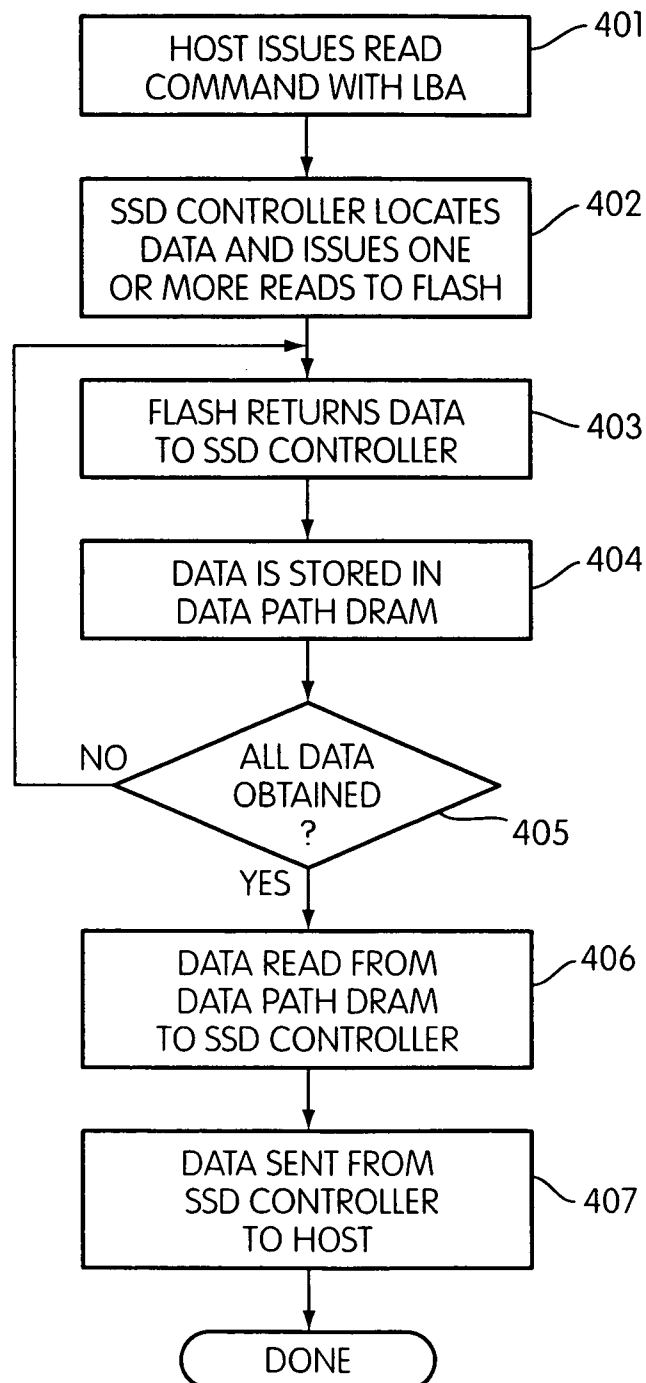 HOST ISSUES READ
COMMAND WITH LBA
401
SSD CONTROLLER LOCATES
DATA AND ISSUES ONE
OR MORE READS TO FLASH
402
FLASH RETURNS DATA
TO SSD CONTROLLER
403
DATA IS STORED IN
DATA PATH DRAM
404
NO
ALL DATA
OBTAINED
?
405
YES
DATA READ FROM
DATA PATH DRAM
TO SSD CONTROLLER
406
DATA SENT FROM
SSD CONTROLLER
TO HOST
407
DONE